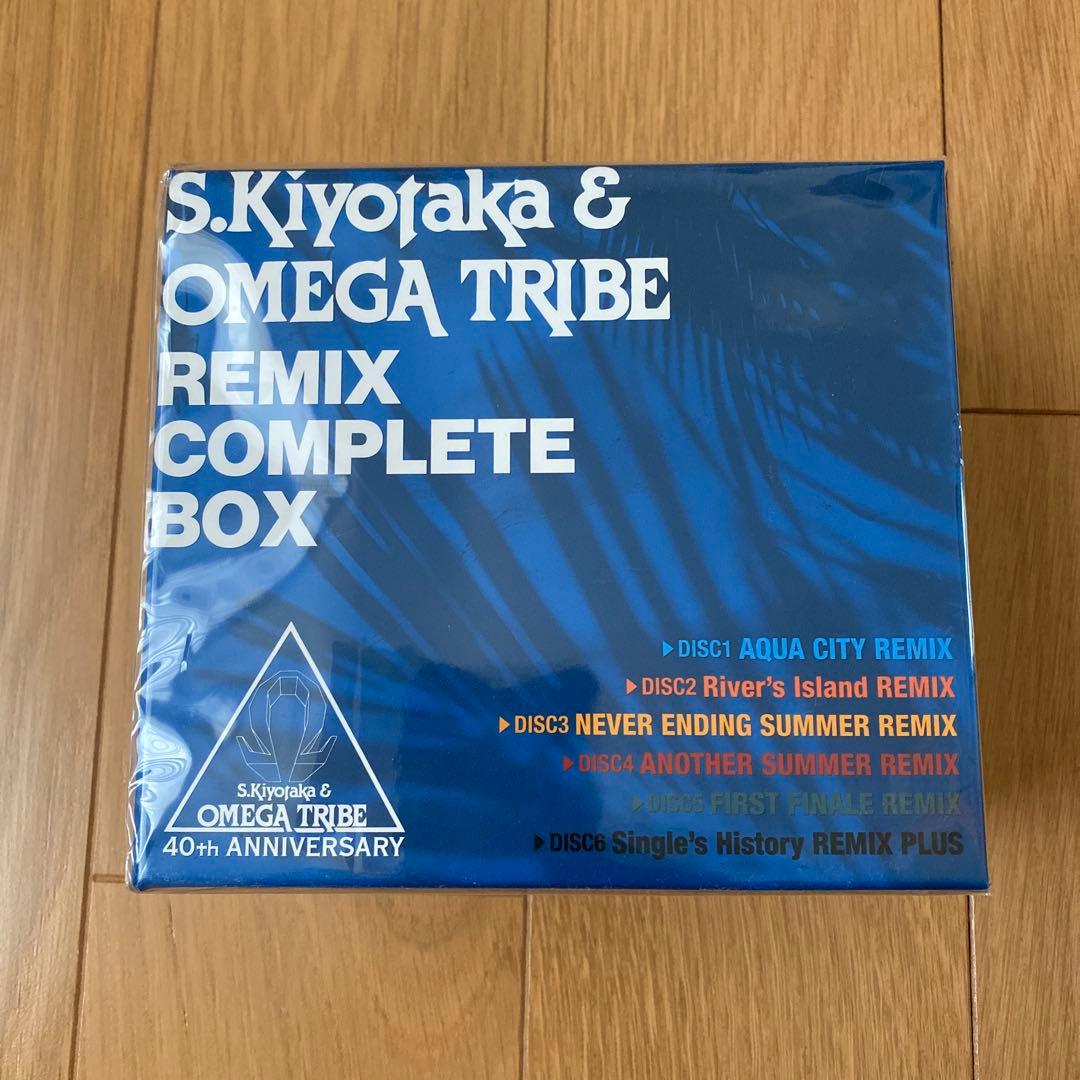 S.Kiyotaka &
OMEGA TRIBE
REMIX
COMPLETE
BOX
▶DISC1 AQUA CITY REMIX
▶DISC2 River's Island REMIX
▶DISC3 NEVER ENDING SUMMER REMIX
▶DISC4 ANOTHER SUMMER REMIX
▶DISC5 FIRST FINALE REMIX
▶DISC6 Single's History REMIX PLUS
S.Kiyotaka &
OMEGA TRIBE
40th ANNIVERSARY